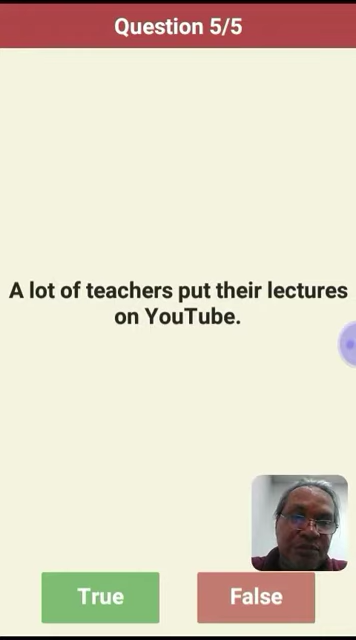 Question 5/5
A lot of teachers put their lectures
on YouTube.
True
False